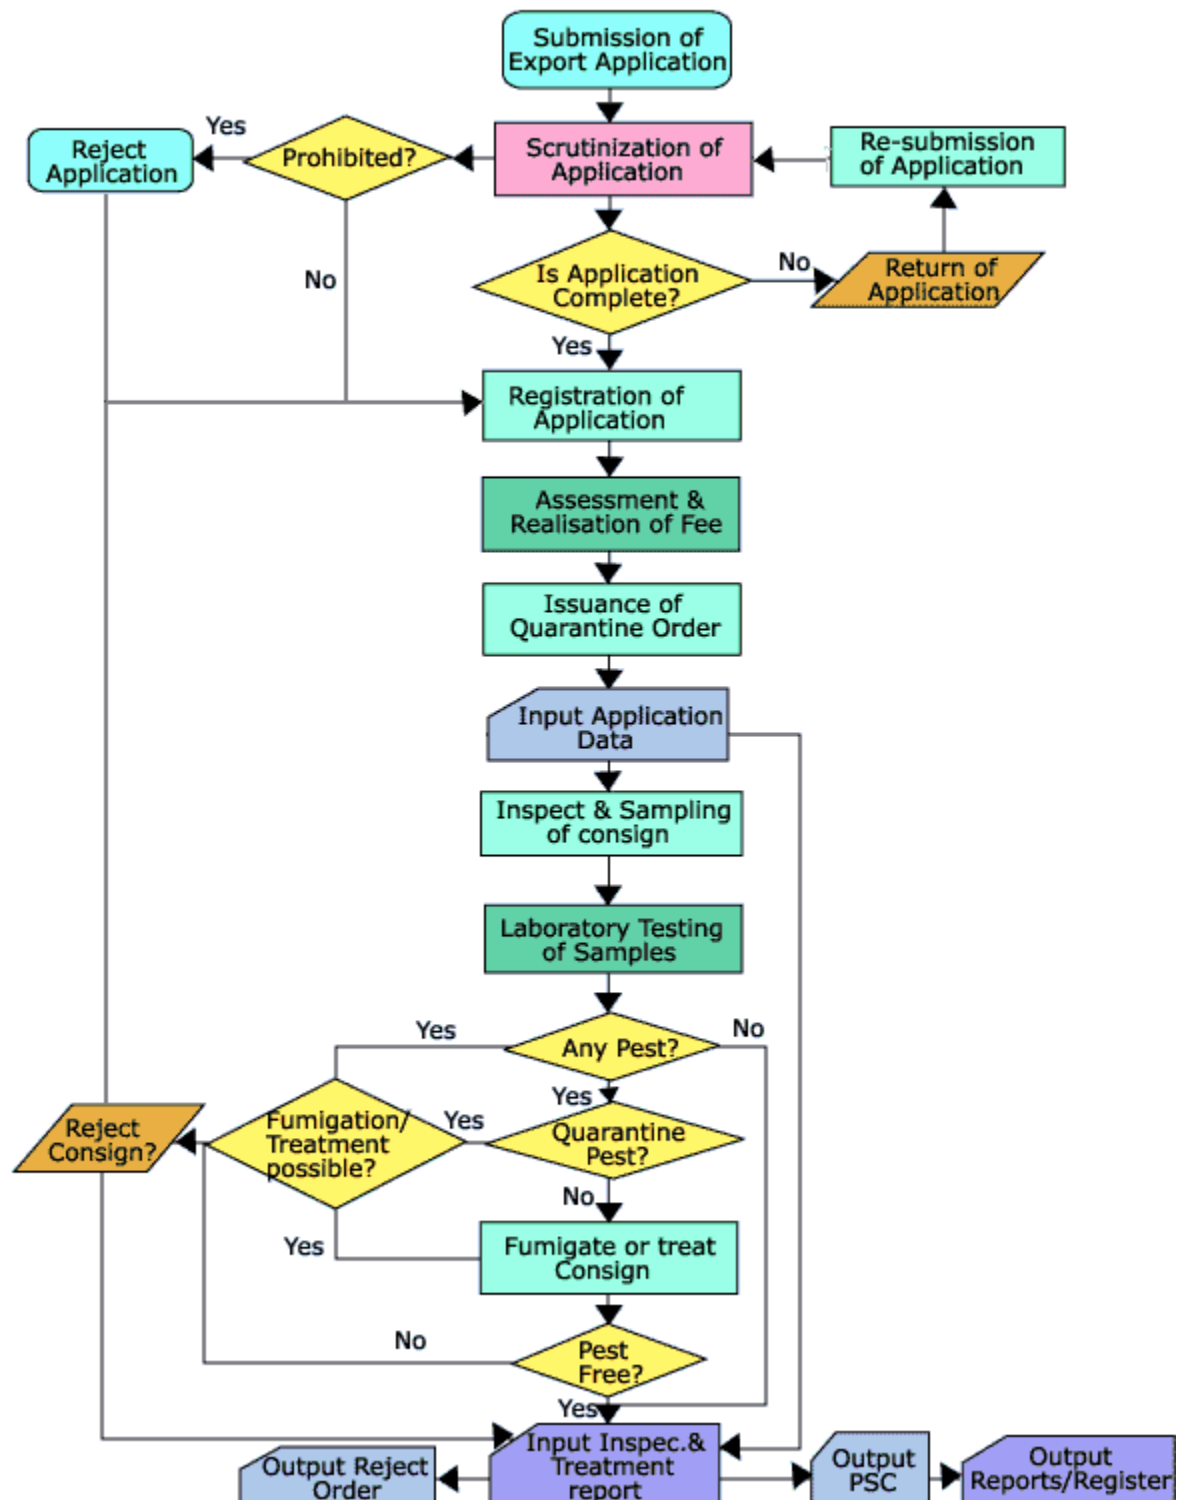 Submission of
Export Application
Yes
Reject
Application
Prohibited?
Scrutinization of
Application
Re-submission
of Application
No
Is Application
Complete?
No
Return of
Application
Yes
Registration of
Application
Assessment &
Realisation of Fee
Issuance of
Quarantine Order
Input Application
Data
Inspect & Sampling
of consign
Laboratory Testing
of Samples
Yes
Any Pest?
No
Yes
Reject
Consign?
Fumigation/
Treatment
possible?
Yes
Quarantine
Pest?
No
Yes
Fumigate or treat
Consign
No
Pest
Free?
Yes
Output Reject
Order
Input Inspec.&
Treatment
report
Output
PSC
Output
Reports/Register